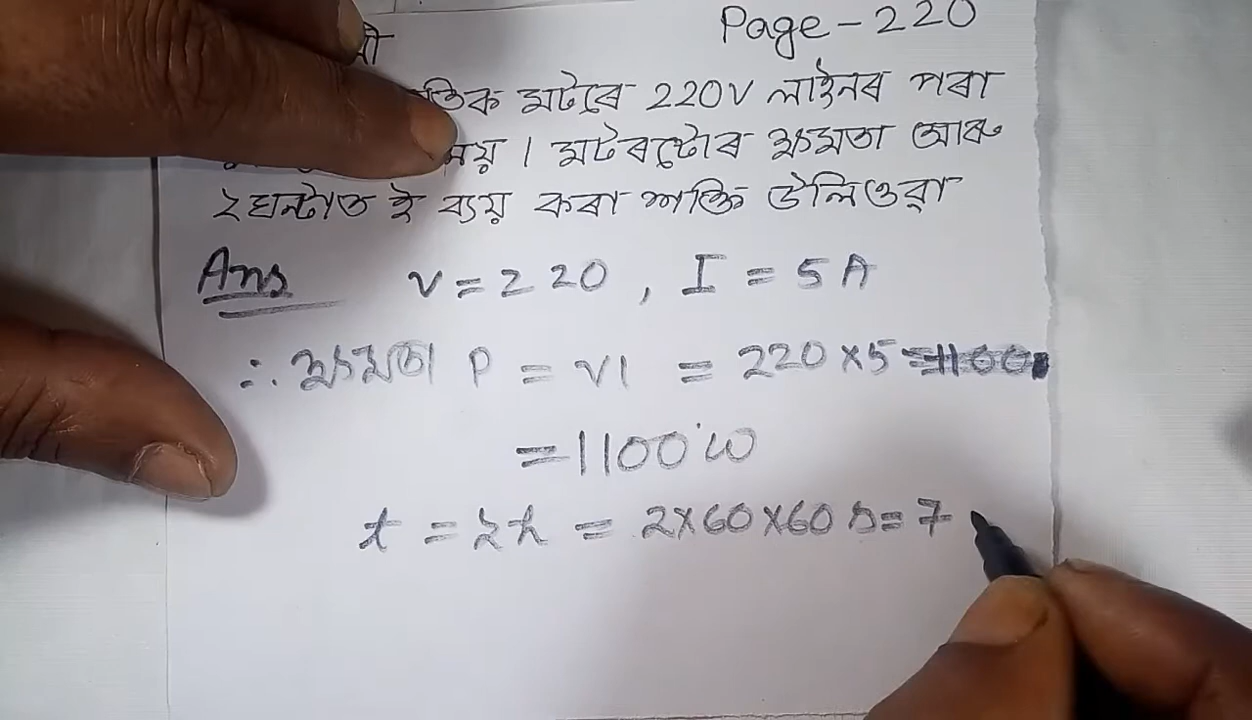 Page-220
মটৰে 220V লাইনৰ পৰা
। মটৰটোৰ ক্ষমতা আৰু
২ঘন্টাত ই ব্যয় কৰা শক্তি উলিওৱা
Ans V = 220 , I = 5A
∴ ক্ষমতা P = VI = 220×5
= 1100 W
t = 2h = 2×60×60 s = 7